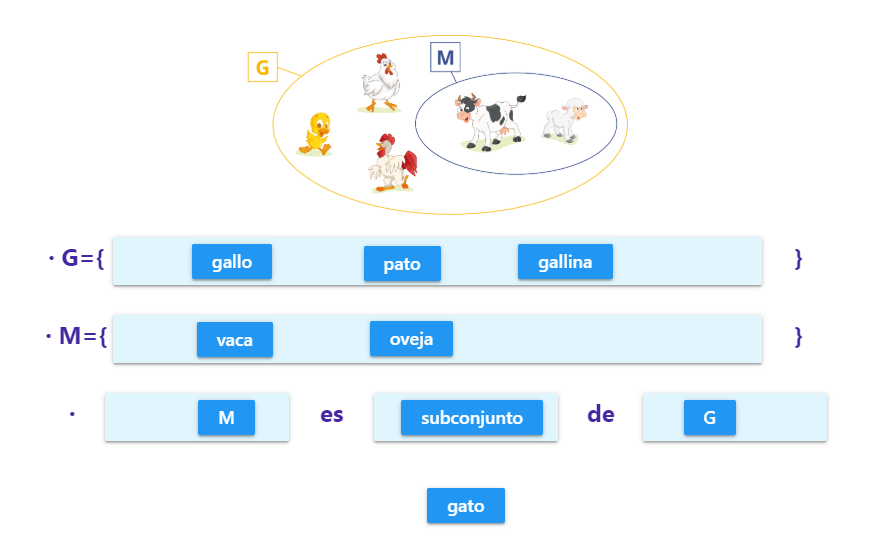 G
M
· G={ gallo pato gallina }
· M={ vaca oveja }
· M es subconjunto de G
gato